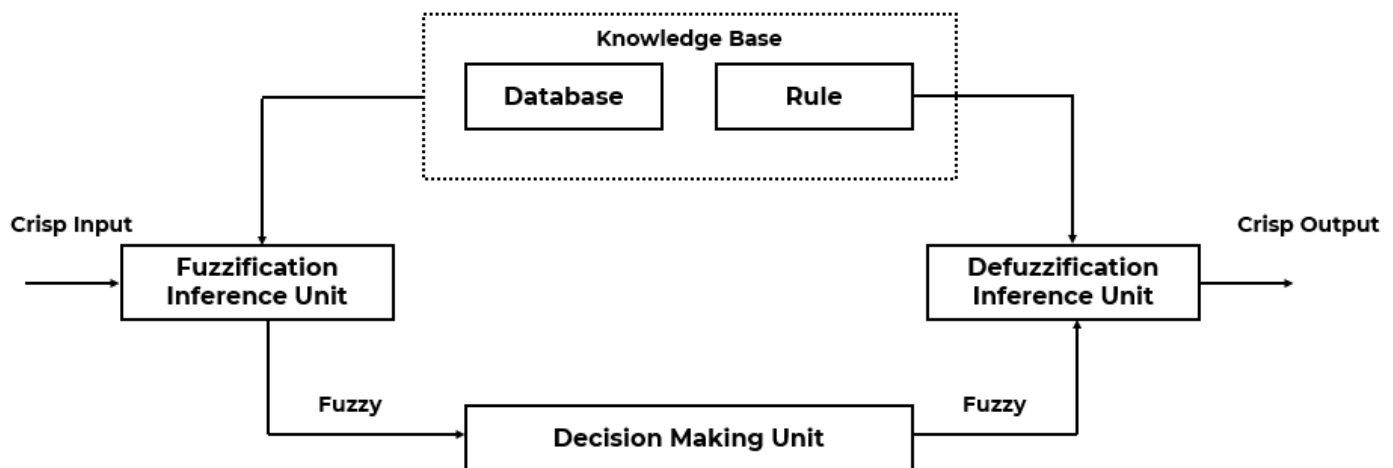 Knowledge Base
Database
Rule
Crisp Input
Crisp Output
Fuzzification
Inference Unit
Defuzzification
Inference Unit
Fuzzy
Fuzzy
Decision Making Unit